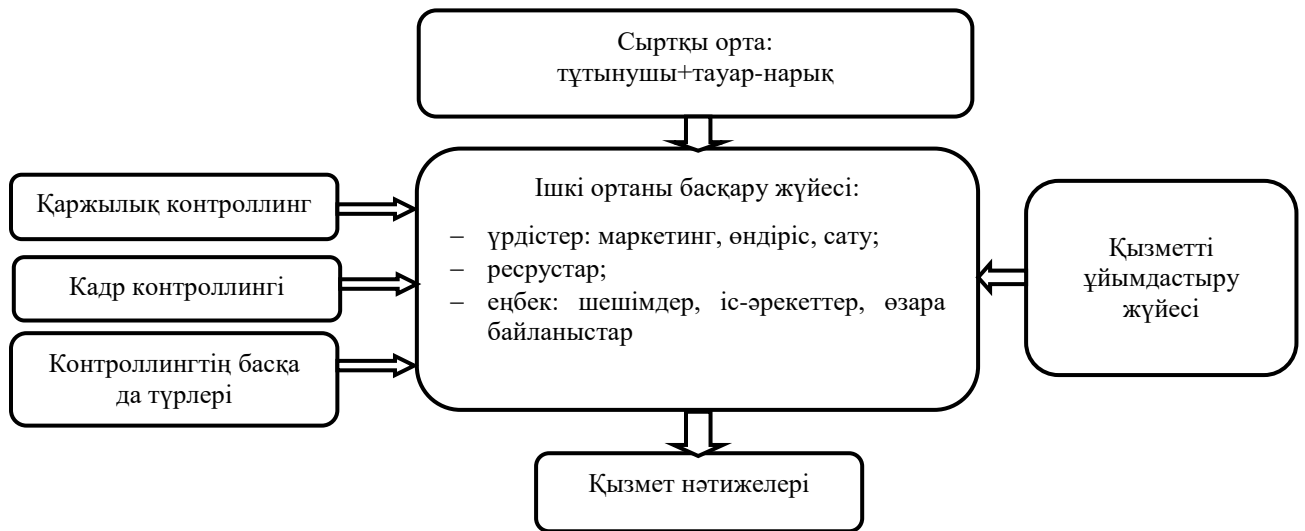 Сыртқы орта:
тұтынушы+тауар-нарық
Қаржылық контроллинг
Кадр контроллингі
Контроллингтің басқа
да түрлері
Ішкі ортаны басқару жүйесі:
– үрдістер: маркетинг, өндіріс, сату;
– ресрустар;
– еңбек: шешімдер, іс-әрекеттер, өзара
байланыстар
Қызметті
ұйымдастыру
жүйесі
Қызмет нәтижелері